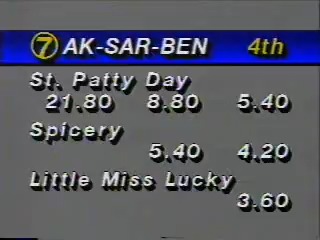 7 AK-SAR-BEN 4th
St. Patty Day
21.80 8.80 5.40
Spicery
5.40 4.20
Little Miss Lucky
3.60